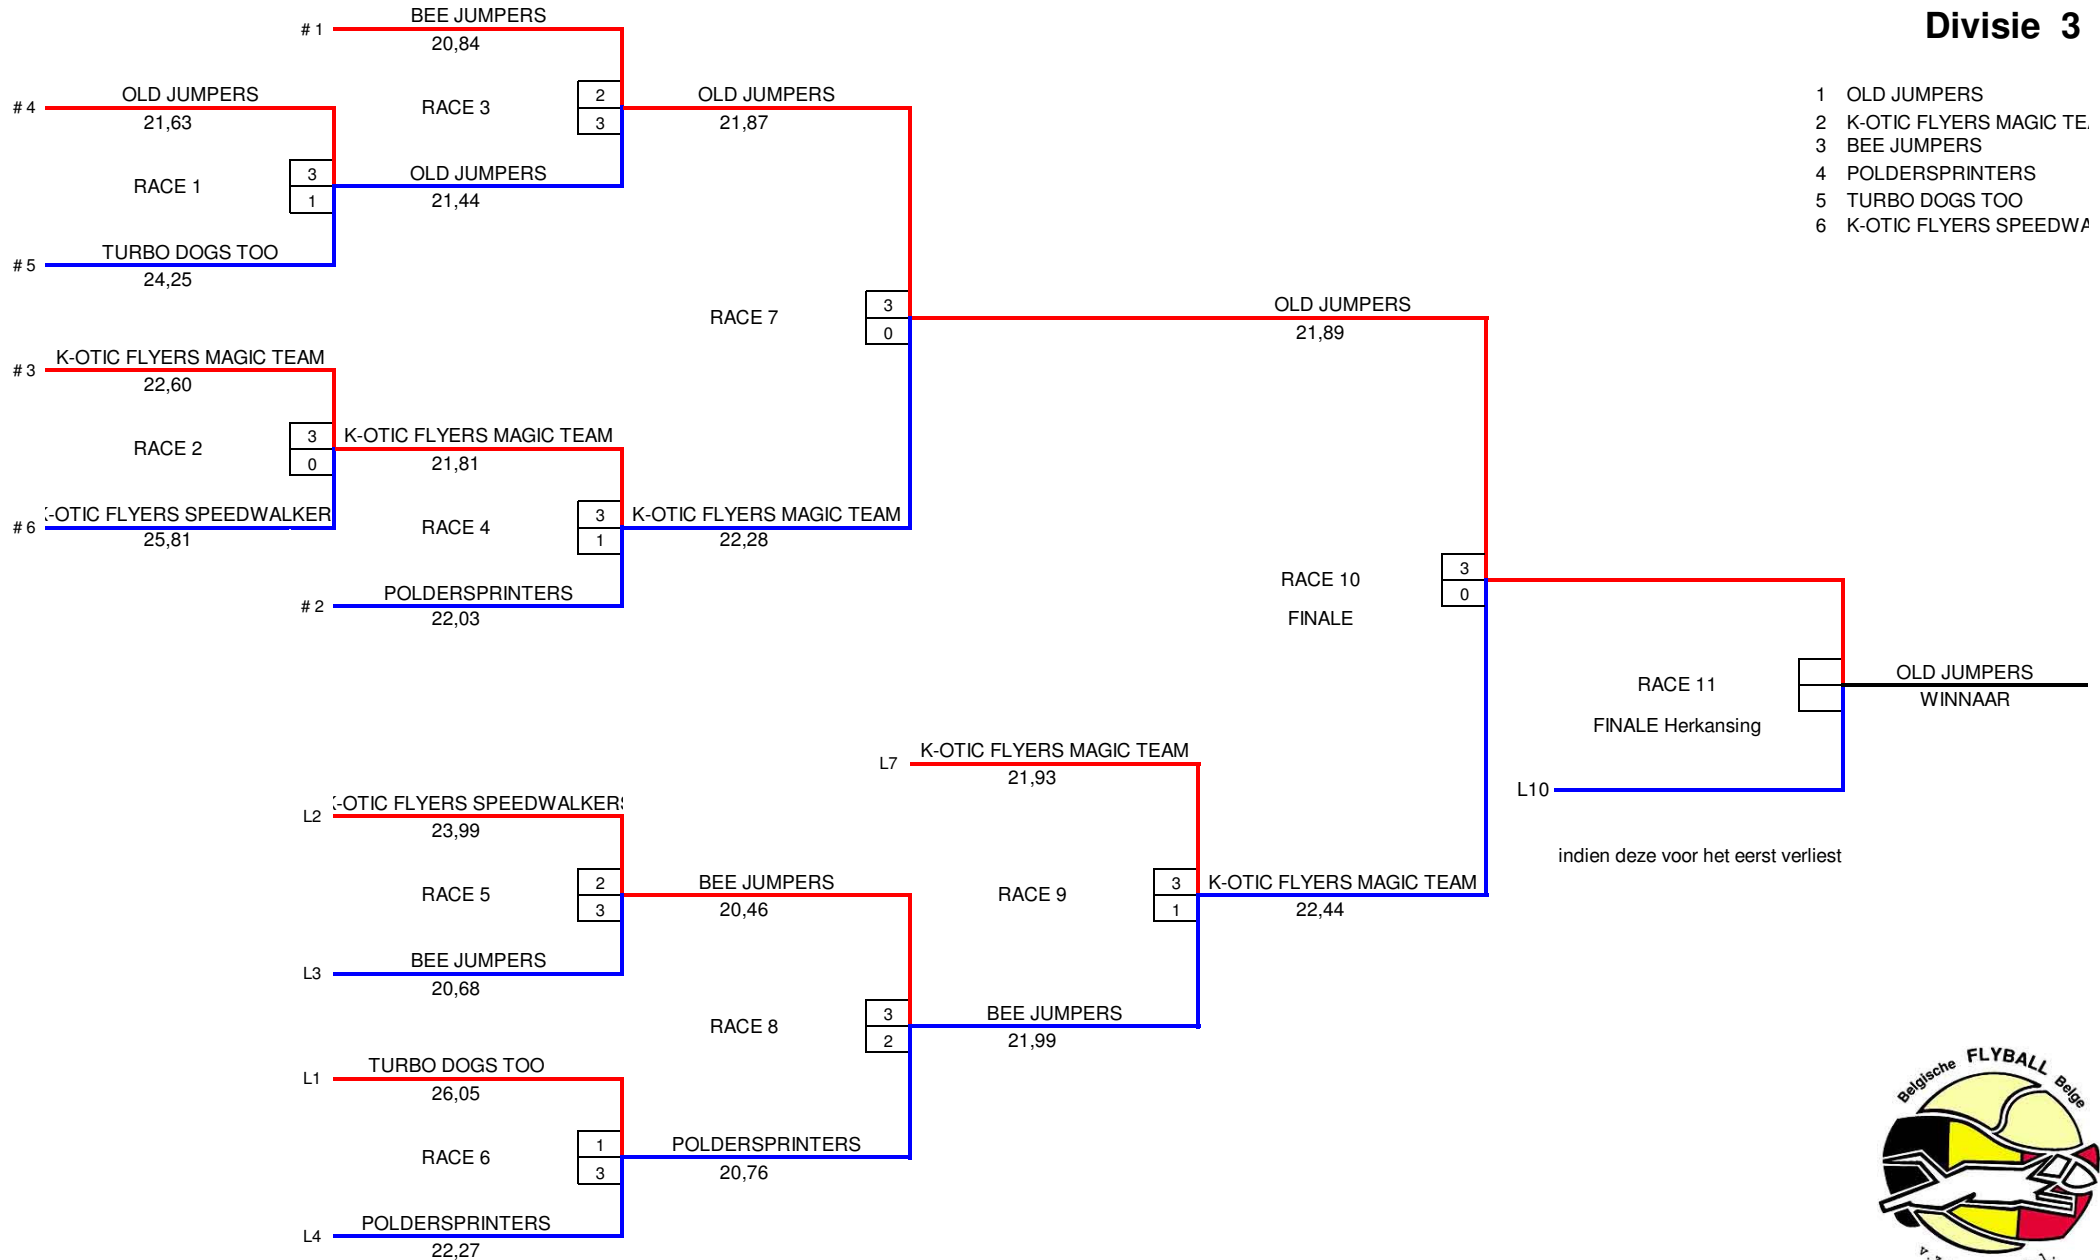 Divisie 3
1 OLD JUMPERS
2 K-OTIC FLYERS MAGIC TE
3 BEE JUMPERS
4 POLDERSPRINTERS
5 TURBO DOGS TOO
6 K-OTIC FLYERS SPEEDWA
# 1
BEE JUMPERS
20,84
# 4
OLD JUMPERS
21,63
RACE 3
2
3
OLD JUMPERS
21,87
RACE 1
3
1
OLD JUMPERS
21,44
# 5
TURBO DOGS TOO
24,25
RACE 7
3
0
OLD JUMPERS
21,89
# 3
K-OTIC FLYERS MAGIC TEAM
22,60
RACE 2
3
0
K-OTIC FLYERS MAGIC TEAM
21,81
# 6
K-OTIC FLYERS SPEEDWALKER
25,81
RACE 4
3
1
K-OTIC FLYERS MAGIC TEAM
22,28
# 2
POLDERSPRINTERS
22,03
RACE 10
FINALE
3
0
RACE 11
FINALE Herkansing
OLD JUMPERS
WINNAAR
L7
K-OTIC FLYERS MAGIC TEAM
21,93
L10
indien deze voor het eerst verliest
L2
K-OTIC FLYERS SPEEDWALKERS
23,99
RACE 5
2
3
BEE JUMPERS
20,46
RACE 9
3
1
K-OTIC FLYERS MAGIC TEAM
22,44
L3
BEE JUMPERS
20,68
RACE 8
3
2
BEE JUMPERS
21,99
L1
TURBO DOGS TOO
26,05
RACE 6
1
3
POLDERSPRINTERS
20,76
L4
POLDERSPRINTERS
22,27
Belgische FLYBALL Belge